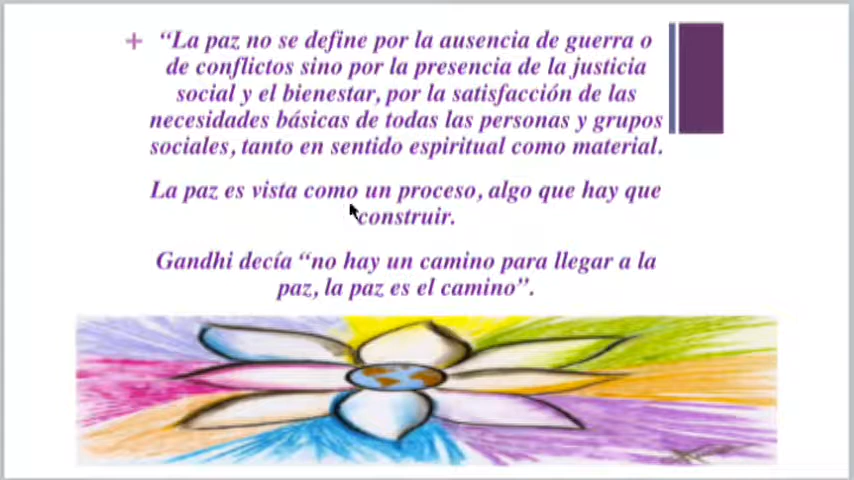 + “La paz no se define por la ausencia de guerra o
de conflictos sino por la presencia de la justicia
social y el bienestar, por la satisfacción de las
necesidades básicas de todas las personas y grupos
sociales, tanto en sentido espiritual como material.
La paz es vista como un proceso, algo que hay que
construir.
Gandhi decía “no hay un camino para llegar a la
paz, la paz es el camino”.